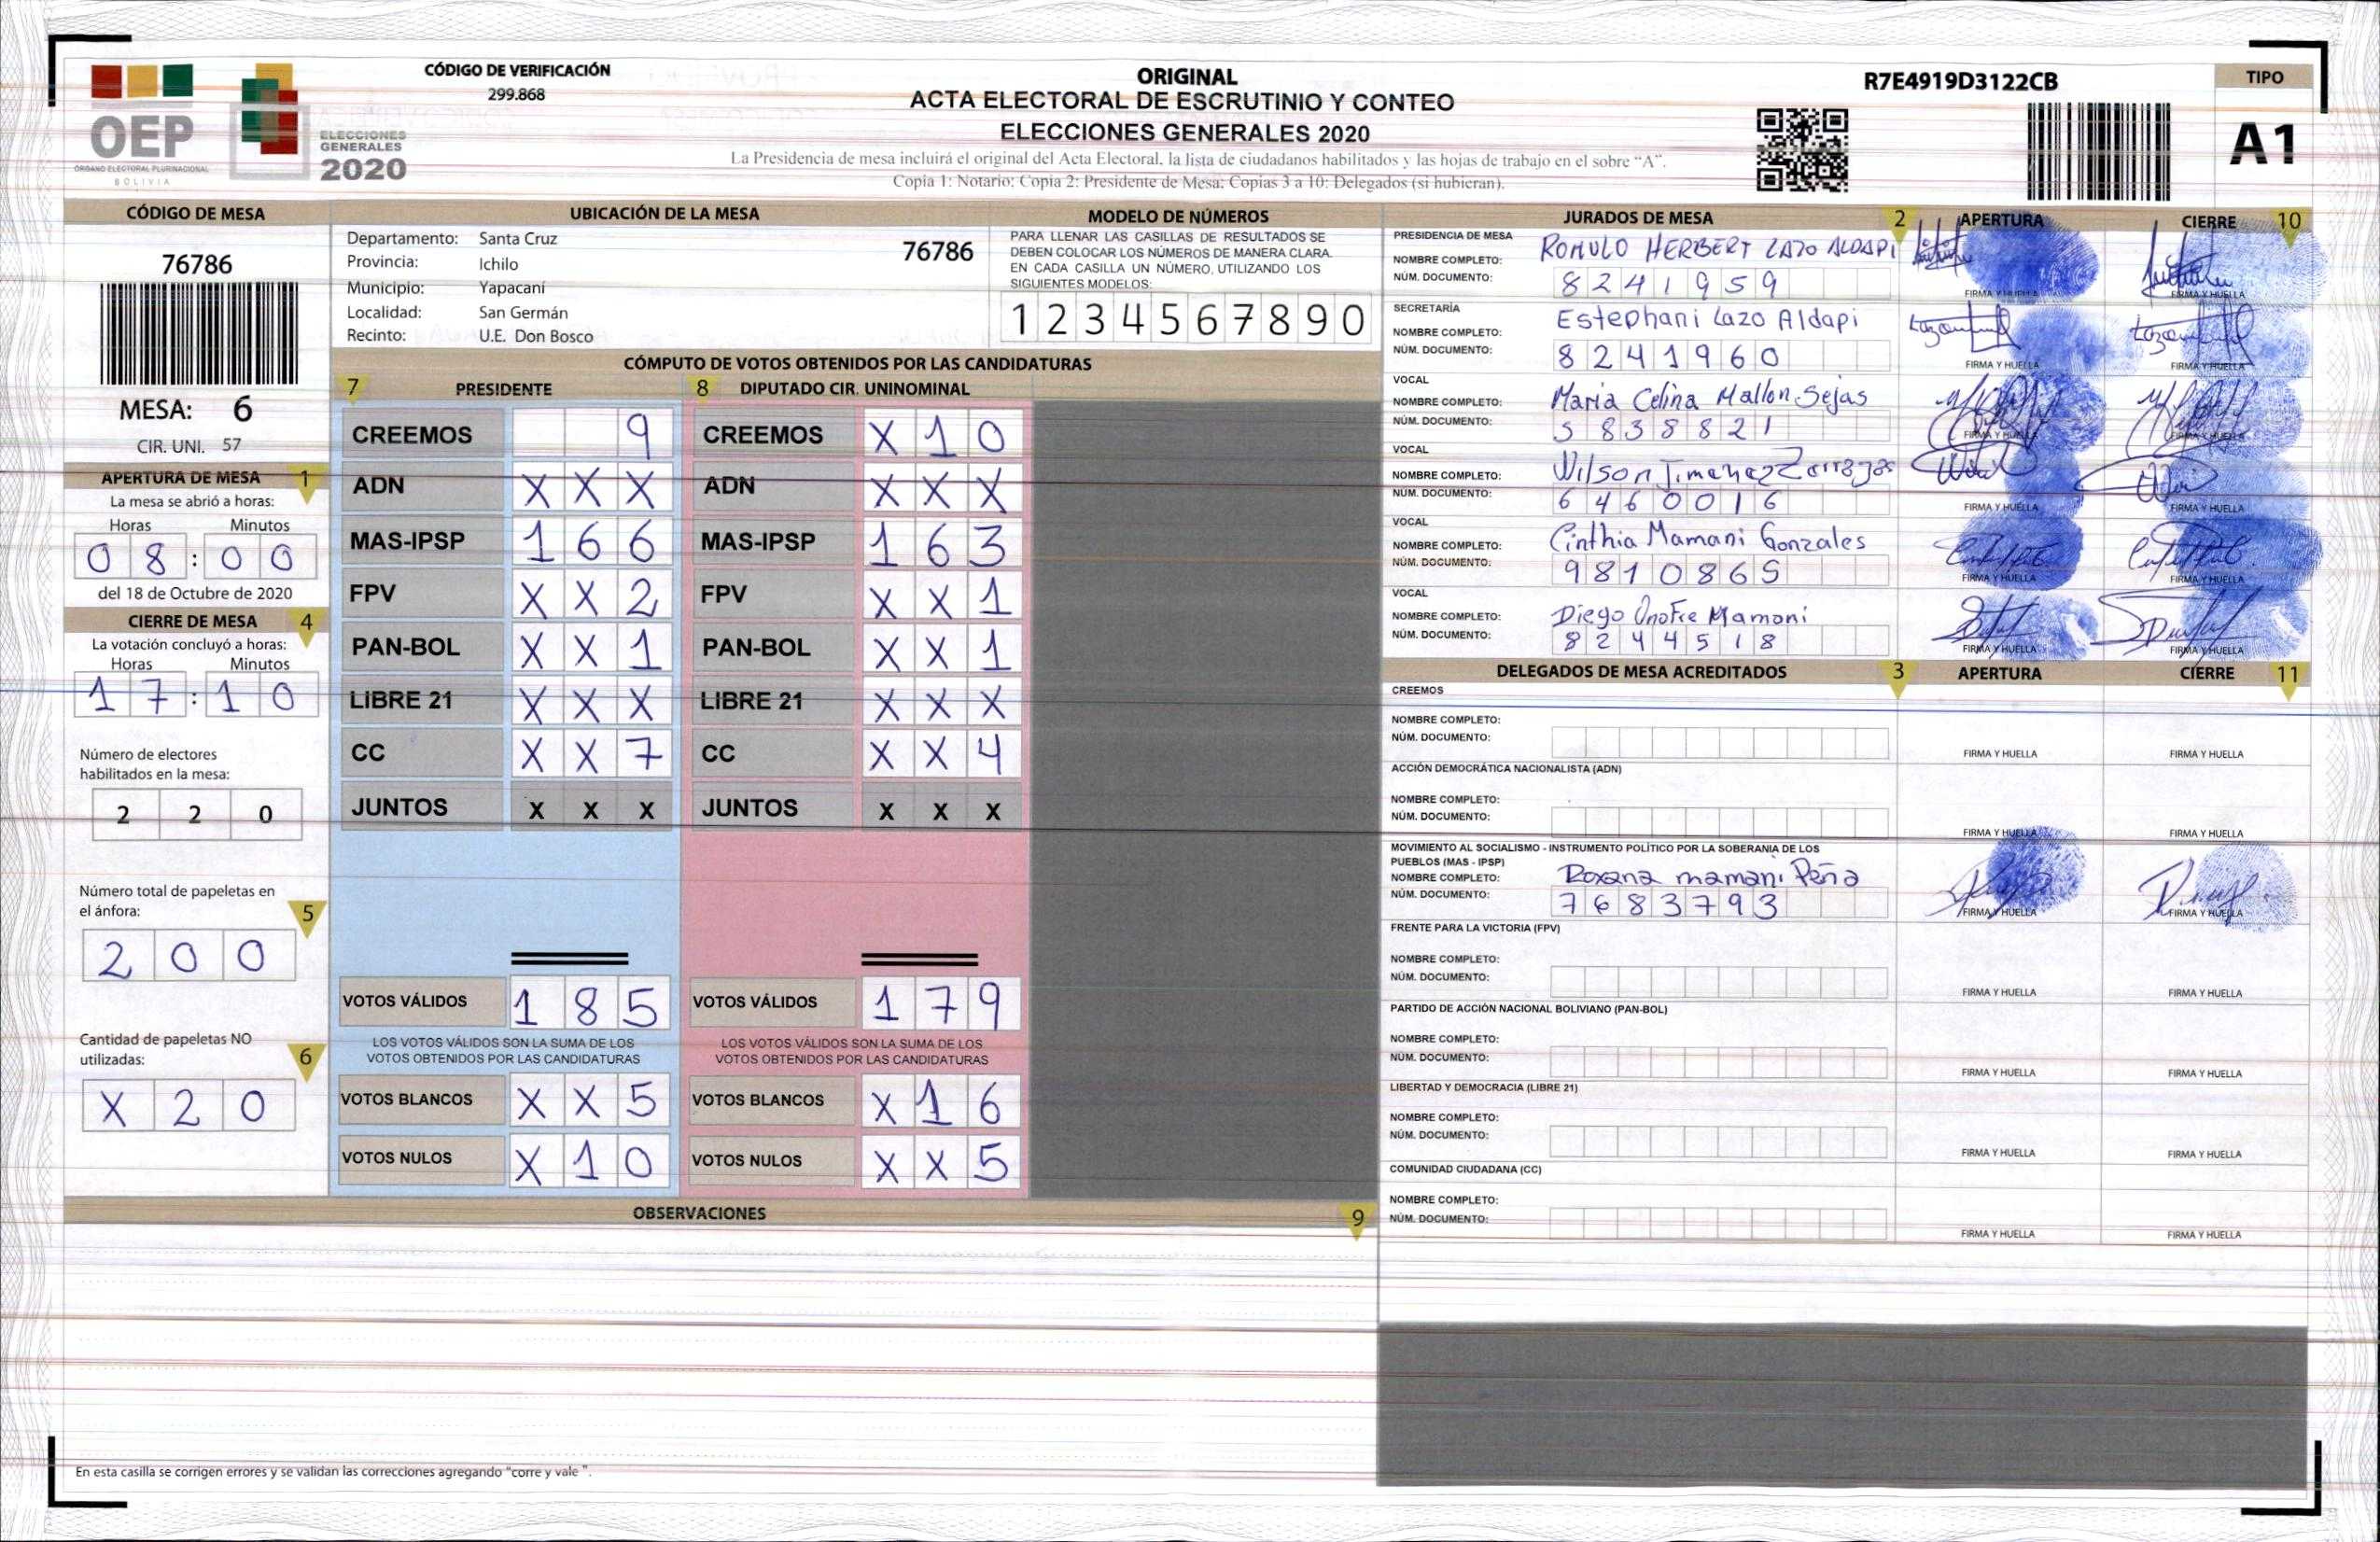 OEP
ÓRGANO ELECTORAL PLURINACIONAL
BOLIVIA
ELECCIONES
GENERALES
2020
CÓDIGO DE VERIFICACIÓN
299.868
ORIGINAL
ACTA ELECTORAL DE ESCRUTINIO Y CONTEO
ELECCIONES GENERALES 2020
La Presidencia de mesa incluirá el original del Acta Electoral, la lista de ciudadanos habilitados y las hojas de trabajo en el sobre “A”.
Copia 1: Notario; Copia 2: Presidente de Mesa; Copias 3 a 10: Delegados (si hubieran).
R7E4919D3122CB
TIPO
A1
CÓDIGO DE MESA
76786
MESA: 6
CIR. UNI. 57
APERTURA DE MESA 1
La mesa se abrió a horas:
Horas Minutos
0 8 : 0 0
del 18 de Octubre de 2020
CIERRE DE MESA 4
La votación concluyó a horas:
Horas Minutos
1 7 : 1 0
Número de electores
habilitados en la mesa:
2 2 0
Número total de papeletas en
el ánfora: 5
2 0 0
Cantidad de papeletas NO
utilizadas: 6
X 2 0
UBICACIÓN DE LA MESA
Departamento: Santa Cruz
Provincia: Ichilo
Municipio: Yapacaní
Localidad: San Germán
Recinto: U.E. Don Bosco
76786
MODELO DE NÚMEROS
PARA LLENAR LAS CASILLAS DE RESULTADOS SE
DEBEN COLOCAR LOS NÚMEROS DE MANERA CLARA.
EN CADA CASILLA UN NÚMERO, UTILIZANDO LOS
SIGUIENTES MODELOS:
1 2 3 4 5 6 7 8 9 0
CÓMPUTO DE VOTOS OBTENIDOS POR LAS CANDIDATURAS
7 PRESIDENTE 8 DIPUTADO CIR. UNINOMINAL
CREEMOS 9 CREEMOS X 1 0
ADN X X X ADN X X X
MAS-IPSP 1 6 6 MAS-IPSP 1 6 3
FPV X X 2 FPV X X 1
PAN-BOL X X 1 PAN-BOL X X 1
LIBRE 21 X X X LIBRE 21 X X X
CC X X 7 CC X X 4
JUNTOS X X X JUNTOS X X X
VOTOS VÁLIDOS 1 8 5 VOTOS VÁLIDOS 1 7 9
LOS VOTOS VÁLIDOS SON LA SUMA DE LOS LOS VOTOS VÁLIDOS SON LA SUMA DE LOS
VOTOS OBTENIDOS POR LAS CANDIDATURAS VOTOS OBTENIDOS POR LAS CANDIDATURAS
VOTOS BLANCOS X X 5 VOTOS BLANCOS X 1 6
VOTOS NULOS X 1 0 VOTOS NULOS X X 5
OBSERVACIONES 9
En esta casilla se corrigen errores y se validan las correcciones agregando “corre y vale”.
JURADOS DE MESA 2 APERTURA CIERRE 10
PRESIDENCIA DE MESA
NOMBRE COMPLETO: ROMULO HERBERT LAZO ALDAPI
NÚM. DOCUMENTO: 8 2 4 1 9 5 9
FIRMA Y HUELLA FIRMA Y HUELLA
SECRETARÍA
NOMBRE COMPLETO: Estephani Lazo Aldapi
NÚM. DOCUMENTO: 8 2 4 1 9 6 0
FIRMA Y HUELLA FIRMA Y HUELLA
VOCAL
NOMBRE COMPLETO: Maria Celina Mallon Sejas
NÚM. DOCUMENTO: 5 8 3 8 8 2 1
FIRMA Y HUELLA FIRMA Y HUELLA
VOCAL
NOMBRE COMPLETO: Wilson Jimenez
NÚM. DOCUMENTO: 6 4 6 0 0 1 6
FIRMA Y HUELLA FIRMA Y HUELLA
VOCAL
NOMBRE COMPLETO: Cinthia Mamani Gonzales
NÚM. DOCUMENTO: 9 8 1 0 8 6 5
FIRMA Y HUELLA FIRMA Y HUELLA
VOCAL
NOMBRE COMPLETO: Diego Onofre Mamani
NÚM. DOCUMENTO: 8 2 4 4 5 1 8
FIRMA Y HUELLA FIRMA Y HUELLA
DELEGADOS DE MESA ACREDITADOS 3 APERTURA CIERRE 11
CREEMOS
NOMBRE COMPLETO:
NÚM. DOCUMENTO:
FIRMA Y HUELLA FIRMA Y HUELLA
ACCIÓN DEMOCRÁTICA NACIONALISTA (ADN)
NOMBRE COMPLETO:
NÚM. DOCUMENTO:
FIRMA Y HUELLA FIRMA Y HUELLA
MOVIMIENTO AL SOCIALISMO - INSTRUMENTO POLÍTICO POR LA SOBERANÍA DE LOS
PUEBLOS (MAS - IPSP)
NOMBRE COMPLETO: Roxana mamani Peña
NÚM. DOCUMENTO: 7 6 8 3 7 9 3
FIRMA Y HUELLA FIRMA Y HUELLA
FRENTE PARA LA VICTORIA (FPV)
NOMBRE COMPLETO:
NÚM. DOCUMENTO:
FIRMA Y HUELLA FIRMA Y HUELLA
PARTIDO DE ACCIÓN NACIONAL BOLIVIANO (PAN-BOL)
NOMBRE COMPLETO:
NÚM. DOCUMENTO:
FIRMA Y HUELLA FIRMA Y HUELLA
LIBERTAD Y DEMOCRACIA (LIBRE 21)
NOMBRE COMPLETO:
NÚM. DOCUMENTO:
FIRMA Y HUELLA FIRMA Y HUELLA
COMUNIDAD CIUDADANA (CC)
NOMBRE COMPLETO:
NÚM. DOCUMENTO:
FIRMA Y HUELLA FIRMA Y HUELLA